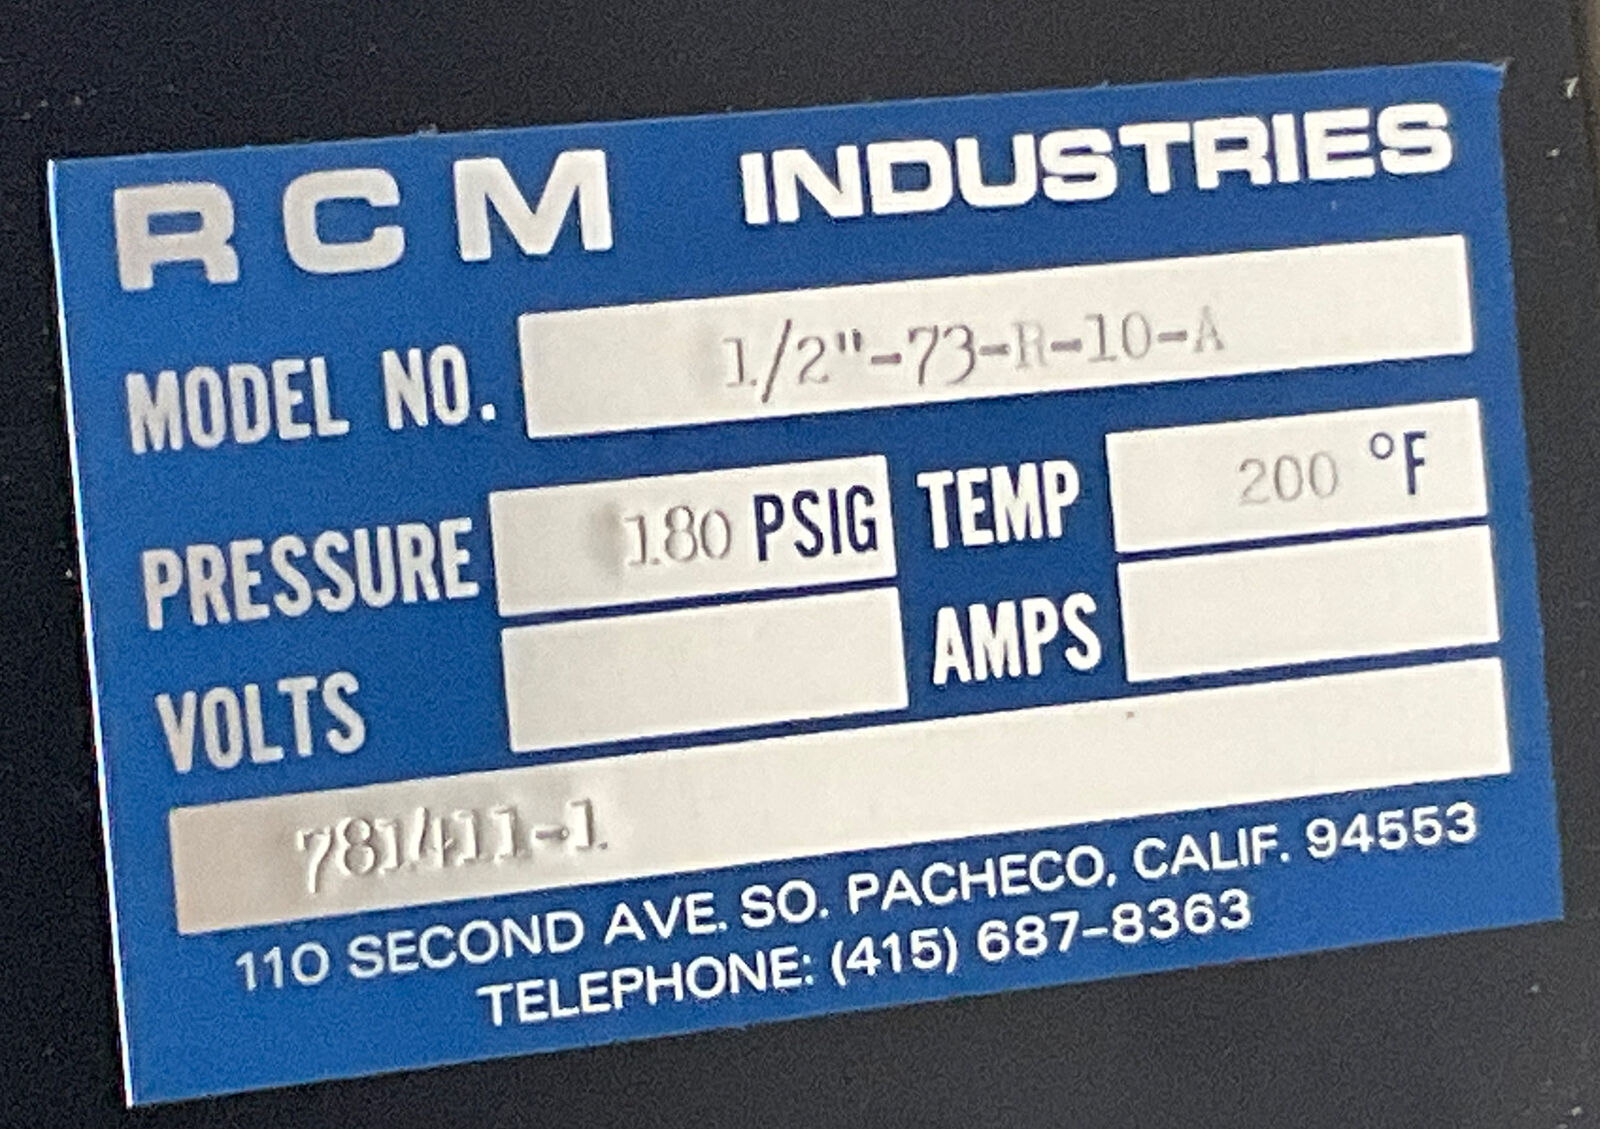 RCM INDUSTRIES
MODEL NO. 1/2"-73-R-10-A
PRESSURE 180 PSIG TEMP 200 °F
VOLTS AMPS
781411-1
110 SECOND AVE. SO. PACHECO, CALIF. 94553
TELEPHONE: (415) 687-8363